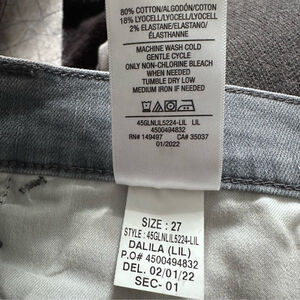 80% COTTON/ALGODÓN/COTON
18% LYOCELL/LYOCELL/LYOCELL
2% ELASTANE/ELASTANO/
ÉLASTHANNE
MACHINE WASH COLD
GENTLE CYCLE
ONLY NON-CHLORINE BLEACH
WHEN NEEDED
TUMBLE DRY LOW
MEDIUM IRON IF NEEDED
45GLNLIL5224-LIL LIL
4500494832
RN# 149497 CA# 35037
01/2022
SIZE : 27
STYLE : 45GLNLIL5224-LIL
DALILA (LIL)
P.O# 4500494832
DEL. 02/01/22
SEC- 01